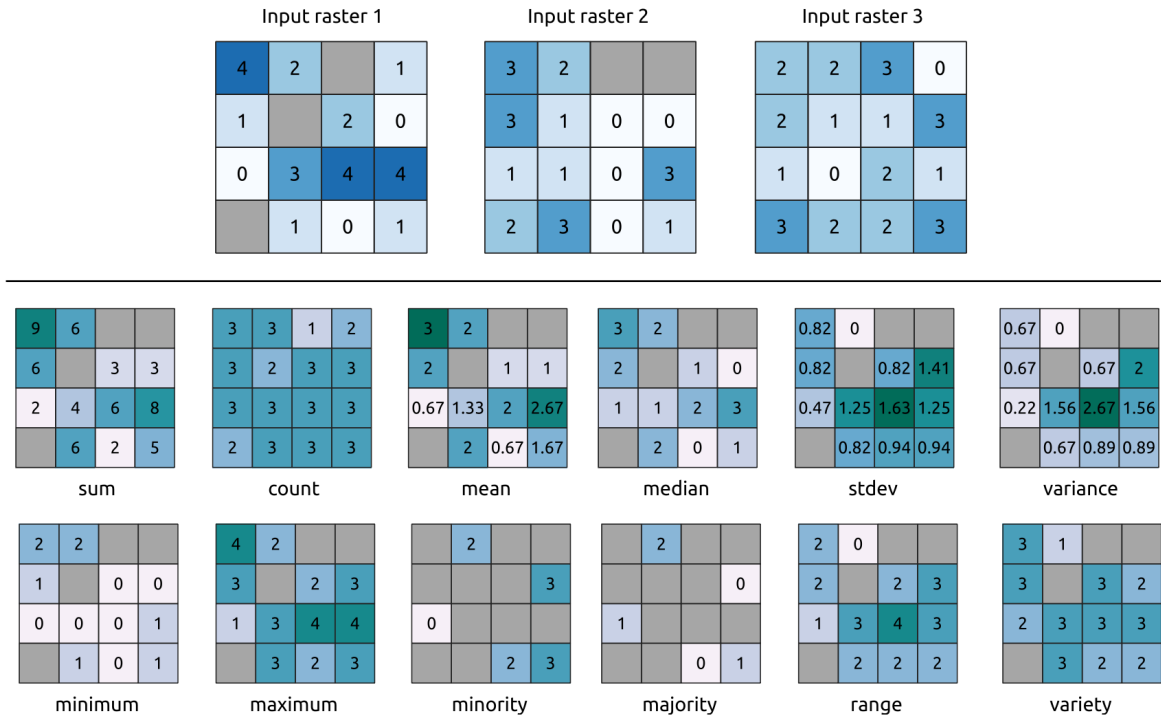 Input raster 1 Input raster 2 Input raster 3
4 2 1 3 2 2 2 3 0
1 2 0 3 1 0 0 2 1 1 3
0 3 4 4 1 1 0 3 1 0 2 1
1 0 1 2 3 0 1 3 2 2 3
9 6 3 3 1 2 3 2 3 2 0.82 0 0.67 0
6 3 3 3 2 3 3 2 1 1 2 1 0 0.82 0.82 1.41 0.67 0.67 2
2 4 6 8 3 3 3 3 0.67 1.33 2 2.67 1 1 2 3 0.47 1.25 1.63 1.25 0.22 1.56 2.67 1.56
6 2 5 2 3 3 3 2 0.67 1.67 2 0 1 0.82 0.94 0.94 0.67 0.89 0.89
sum count mean median stdev variance
2 2 4 2 2 2 2 0 3 1
1 0 0 3 2 3 3 0 2 2 3 3 3 2
0 0 0 1 1 3 4 4 0 1 1 3 4 3 2 3 3 3
1 0 1 3 2 3 2 3 0 1 2 2 2 3 2 2
minimum maximum minority majority range variety